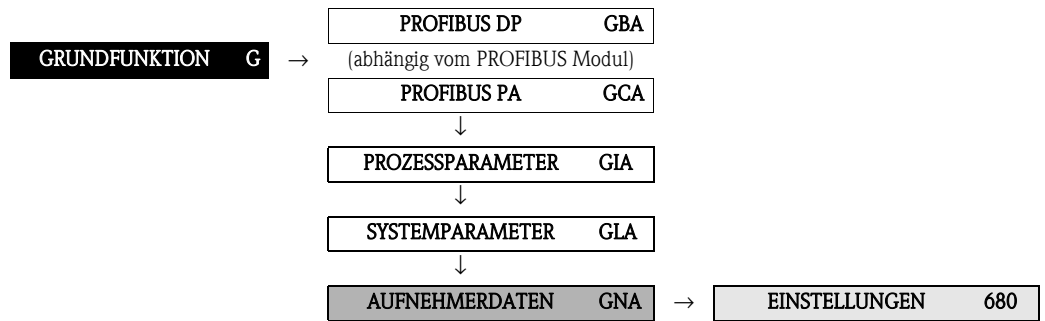 PROFIBUS DP GBA
GRUNDFUNKTION G → (abhängig vom PROFIBUS Modul)
PROFIBUS PA GCA
↓
PROZESSPARAMETER GIA
↓
SYSTEMPARAMETER GLA
↓
AUFNEHMERDATEN GNA → EINSTELLUNGEN 680